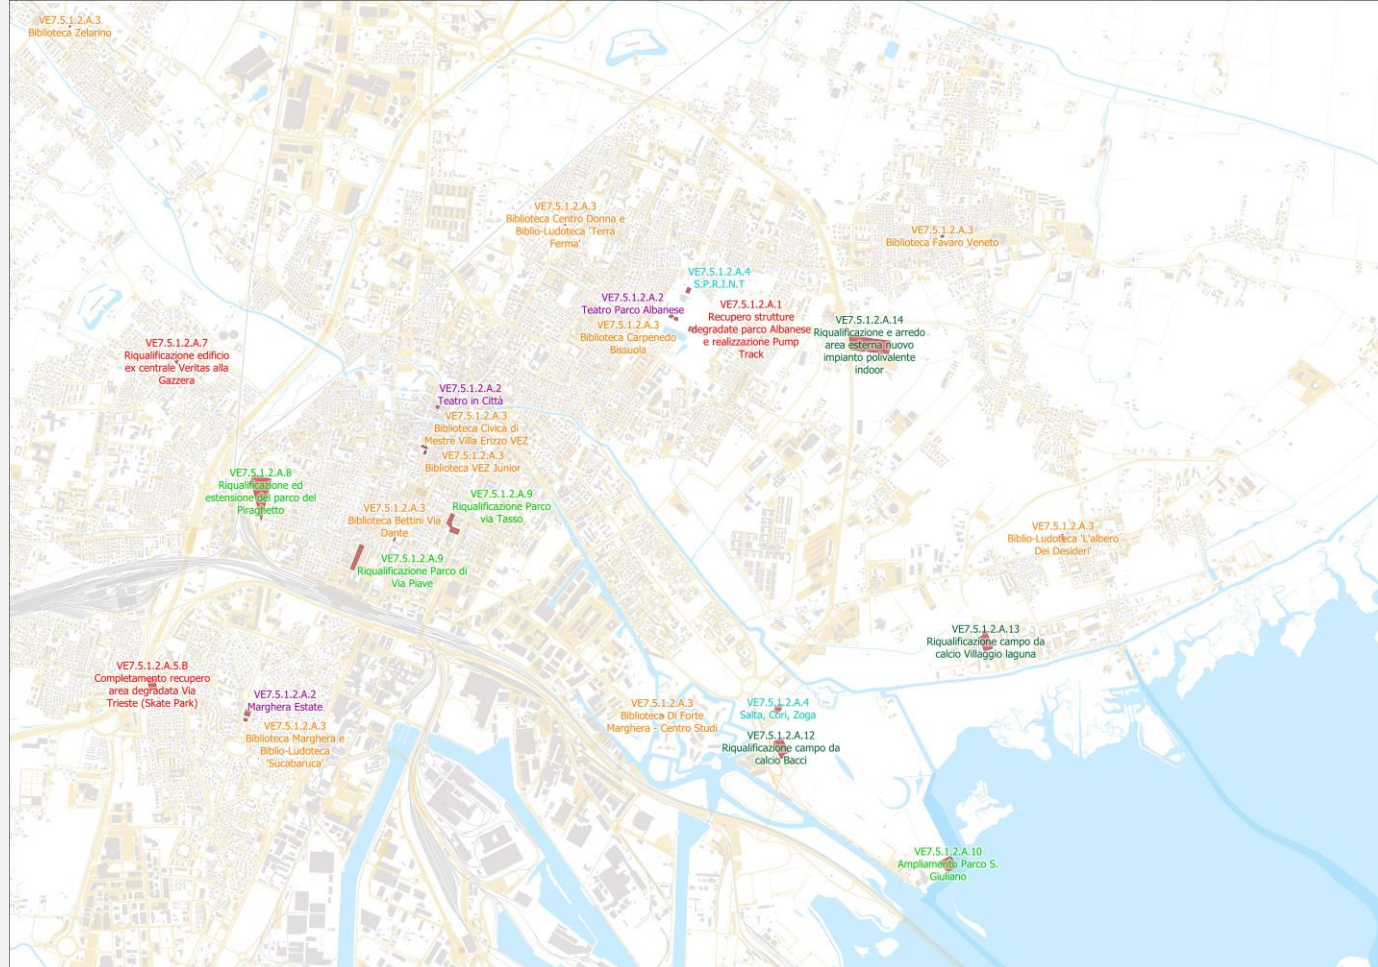 VE7.5.1.2.A.3
Biblioteca Zelarino
VE7.5.1.2.A.3
Biblioteca Centro Donna e
Biblio-Ludoteca 'Terra
Ferma'
VE7.5.1.2.A.3
Biblioteca Favaro Veneto
VE7.5.1.2.A.4
S.P.R.I.N.T
VE7.5.1.2.A.2
Teatro Parco Albanese
VE7.5.1.2.A.1
Recupero strutture
degradate parco Albanese
e realizzazione Pump
Track
VE7.5.1.2.A.3
Biblioteca Carpenedo
Bissuola
VE7.5.1.2.A.14
Riqualificazione e arredo
area esterna nuovo
impianto polivalente
indoor
VE7.5.1.2.A.7
Riqualificazione edificio
ex centrale Veritas alla
Gazzera
VE7.5.1.2.A.2
Teatro in Città
VE7.5.1.2.A.3
Biblioteca Civica di
Mestre Villa Erizzo VEZ
VE7.5.1.2.A.3
Biblioteca VEZ Junior
VE7.5.1.2.A.8
Riqualificazione ed
estensione del parco del
Piraghetto
VE7.5.1.2.A.9
Riqualificazione Parco
via Tasso
VE7.5.1.2.A.3
Biblioteca Bettini Via
Dante
VE7.5.1.2.A.9
Riqualificazione Parco di
Via Piave
VE7.5.1.2.A.3
Biblio-Ludoteca 'L'albero
Dei Desideri'
VE7.5.1.2.A.13
Riqualificazione campo da
calcio Villaggio laguna
VE7.5.1.2.A.5.B
Completamento recupero
area degradata Via
Trieste (Skate Park)
VE7.5.1.2.A.2
Marghera Estate
VE7.5.1.2.A.3
Biblioteca Marghera e
Biblio-Ludoteca
'Sucabaruca'
VE7.5.1.2.A.3
Biblioteca Di Forte
Marghera - Centro Studi
VE7.5.1.2.A.4
Salta, Cori, Zoga
VE7.5.1.2.A.12
Riqualificazione campo da
calcio Bacci
VE7.5.1.2.A.10
Ampliamento Parco S.
Giuliano